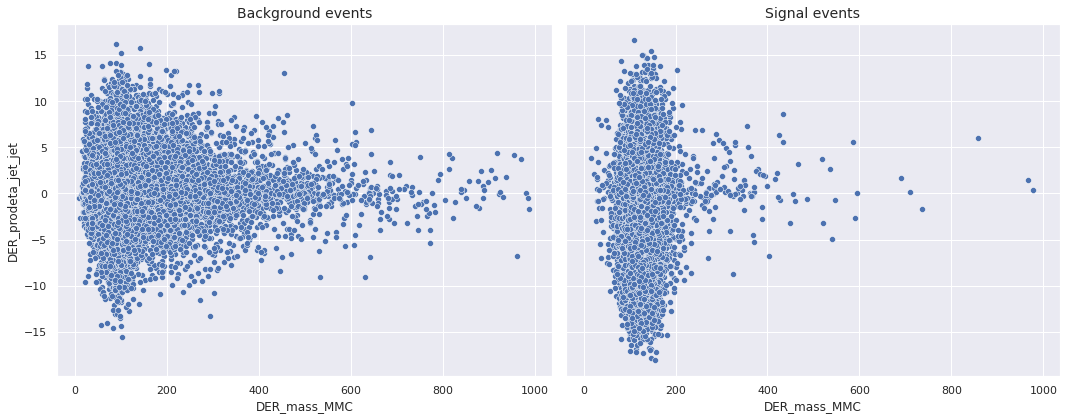 Background events
Signal events
15
10
5
0
−5
−10
−15
DER_prodeta_jet_jet
0 200 400 600 800 1000
0 200 400 600 800 1000
DER_mass_MMC
DER_mass_MMC